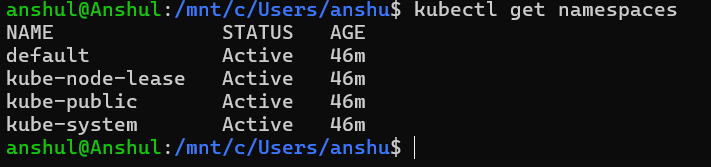 anshul@Anshul:/mnt/c/Users/anshu$ kubectl get namespaces
NAME              STATUS   AGE
default           Active   46m
kube-node-lease   Active   46m
kube-public       Active   46m
kube-system       Active   46m
anshul@Anshul:/mnt/c/Users/anshu$